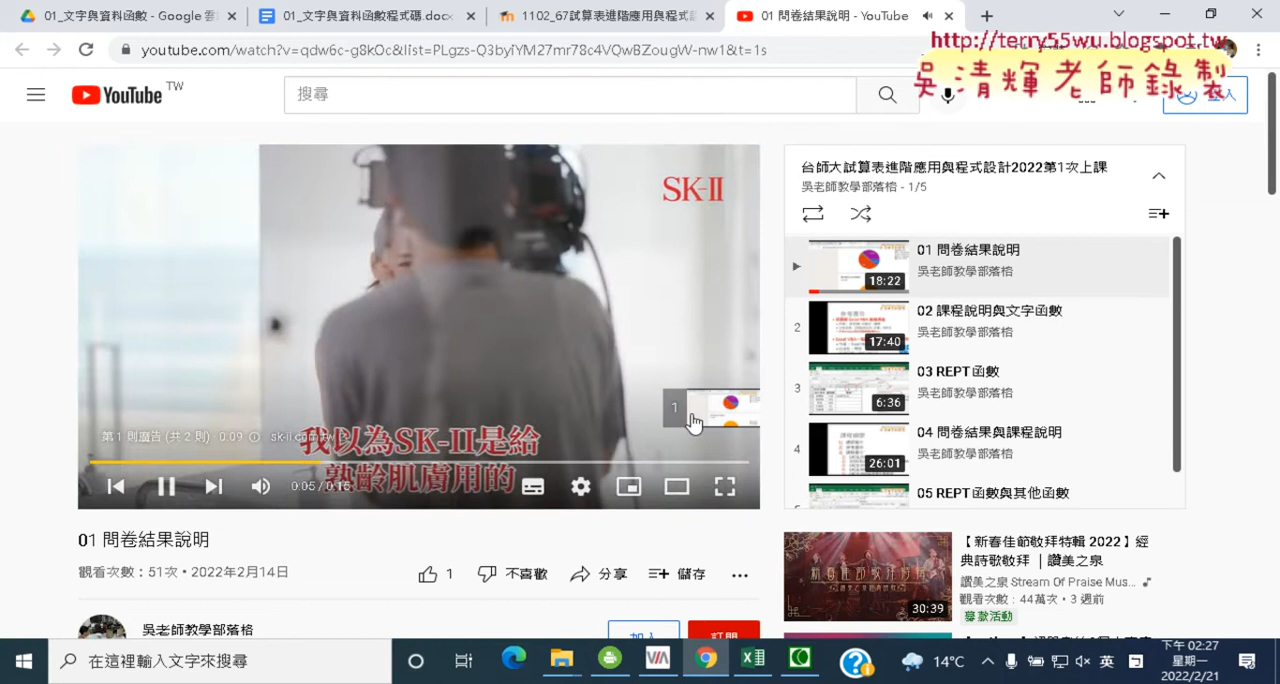 01_文字與資料函數 - Google 雲
01_文字與資料函數程式碼.docx
1102_67試算表進階應用與程式設
01 問卷結果說明 - YouTube
youtube.com/watch?v=qdw6c-g8kOc&list=PLgzs-Q3byiYM27mr78c4VQwBZougW-nw1&t=1s
http://terry55wu.blogspot.tw
吳清輝老師錄製
YouTube TW
搜尋
登入
SK-II
我以為SK-II是給
熟齡肌膚用的
第 1 則廣告 (共 2 則) · 0:09
sk-ii.com.tw
1
0:05 / 0:15
台師大試算表進階應用與程式設計2022第1次上課
吳老師教學部落格 - 1/5
01 問卷結果說明
吳老師教學部落格
18:22
2
02 課程說明與文字函數
吳老師教學部落格
17:40
3
03 REPT函數
吳老師教學部落格
6:36
4
04 問卷結果與課程說明
吳老師教學部落格
26:01
05 REPT函數與其他函數
01 問卷結果說明
觀看次數：51次 • 2022年2月14日
1
不喜歡
分享
儲存
吳老師教學部落格
加入
訂閱
【新春佳節敬拜特輯 2022】經
典詩歌敬拜 ｜讚美之泉
讚美之泉 Stream Of Praise Mus...
觀看次數：44萬次 • 3 週前
募款活動
30:39
在這裡輸入文字來搜尋
14°C
英
下午 02:27
星期一
2022/2/21